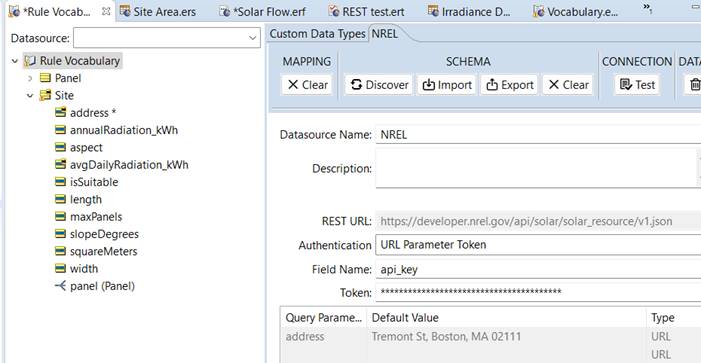 *Rule Vocab... Site Area.ers *Solar Flow.erf REST test.ert Irradiance D... Vocabulary.e... »1
Datasource:
Custom Data Types NREL
Rule Vocabulary
Panel
Site
address *
annualRadiation_kWh
aspect
avgDailyRadiation_kWh
isSuitable
length
maxPanels
slopeDegrees
squareMeters
width
panel (Panel)
MAPPING SCHEMA CONNECTION DAT
Clear Discover Import Export Clear Test
Datasource Name: NREL
Description:
REST URL: https://developer.nrel.gov/api/solar/solar_resource/v1.json
Authentication URL Parameter Token
Field Name: api_key
Token: ****************************************
Query Parame... Default Value Type
address Tremont St, Boston, MA 02111 URL
URL